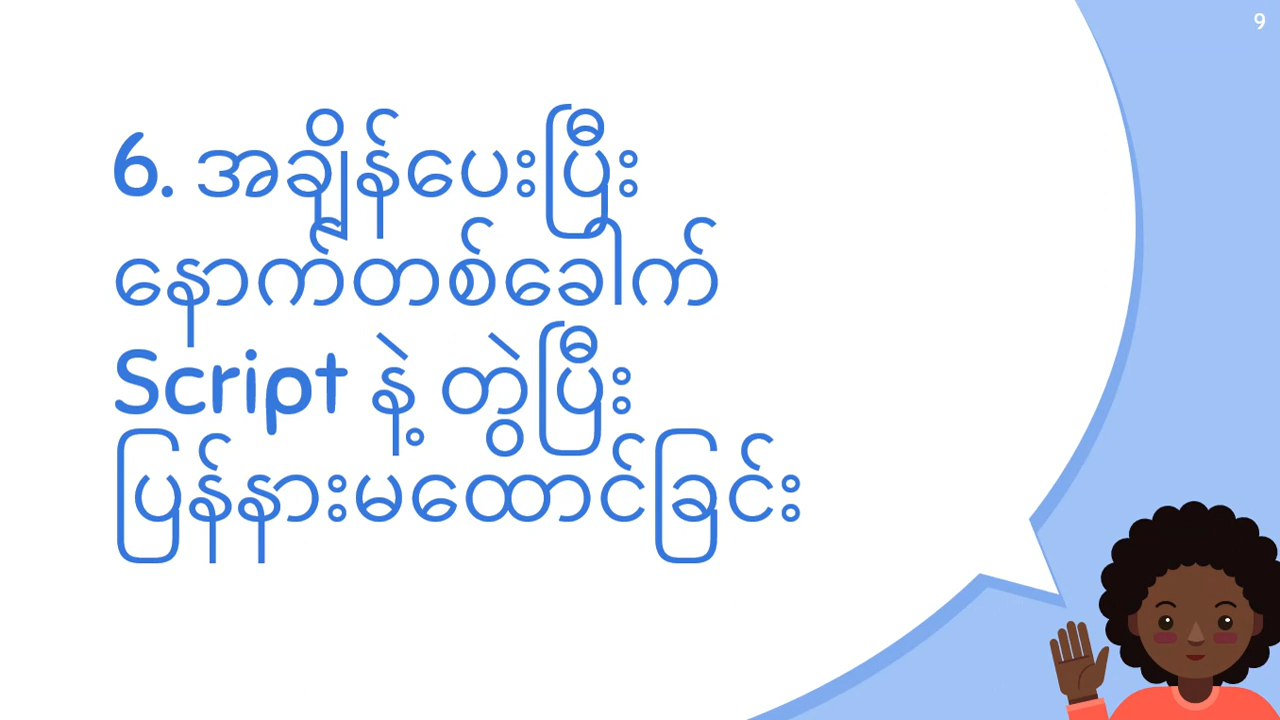 9
6. အချိန်ပေးပြီး
နောက်တစ်ခေါက်
Script နဲ့ တွဲပြီး
ပြန်နားမထောင်ခြင်း